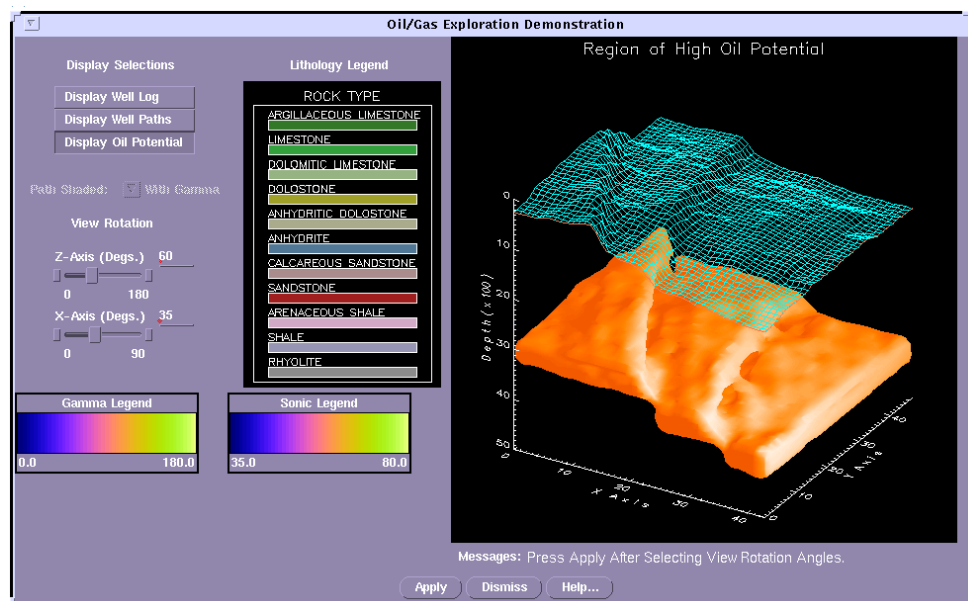 Oil/Gas Exploration Demonstration
Display Selections
Display Well Log
Display Well Paths
Display Oil Potential
Path Shaded: With Gamma
View Rotation
Z-Axis (Degs.) 60
0 180
X-Axis (Degs.) 35
0 90
Lithology Legend
ROCK TYPE
ARGILLACEOUS LIMESTONE
LIMESTONE
DOLOMITIC LIMESTONE
DOLOSTONE
ANHYDRITIC DOLOSTONE
ANHYDRITE
CALCAREOUS SANDSTONE
SANDSTONE
ARENACEOUS SHALE
SHALE
RHYOLITE
Gamma Legend
0.0 180.0
Sonic Legend
35.0 80.0
Region of High Oil Potential
0
10
20
30
40
50
Depth(x100)
0
10
20
30
40
X Axis
0
10
20
30
40
Y Axis
Messages: Press Apply After Selecting View Rotation Angles.
Apply Dismiss Help...